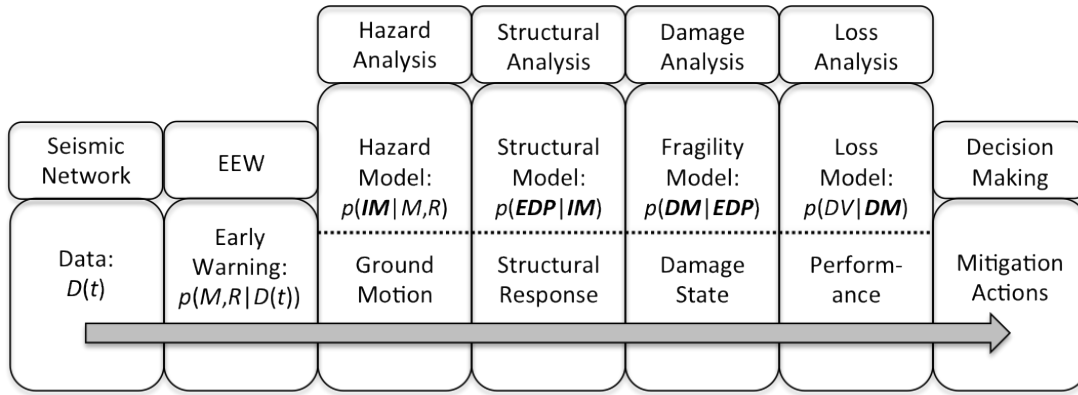 Hazard
Analysis
Structural
Analysis
Damage
Analysis
Loss
Analysis
Seismic
Network
EEW
Hazard
Model:
p(IM|M,R)
Structural
Model:
p(EDP|IM)
Fragility
Model:
p(DM|EDP)
Loss
Model:
p(DV|DM)
Decision
Making
Data:
D(t)
Early
Warning:
p(M,R|D(t))
Ground
Motion
Structural
Response
Damage
State
Perform-
ance
Mitigation
Actions